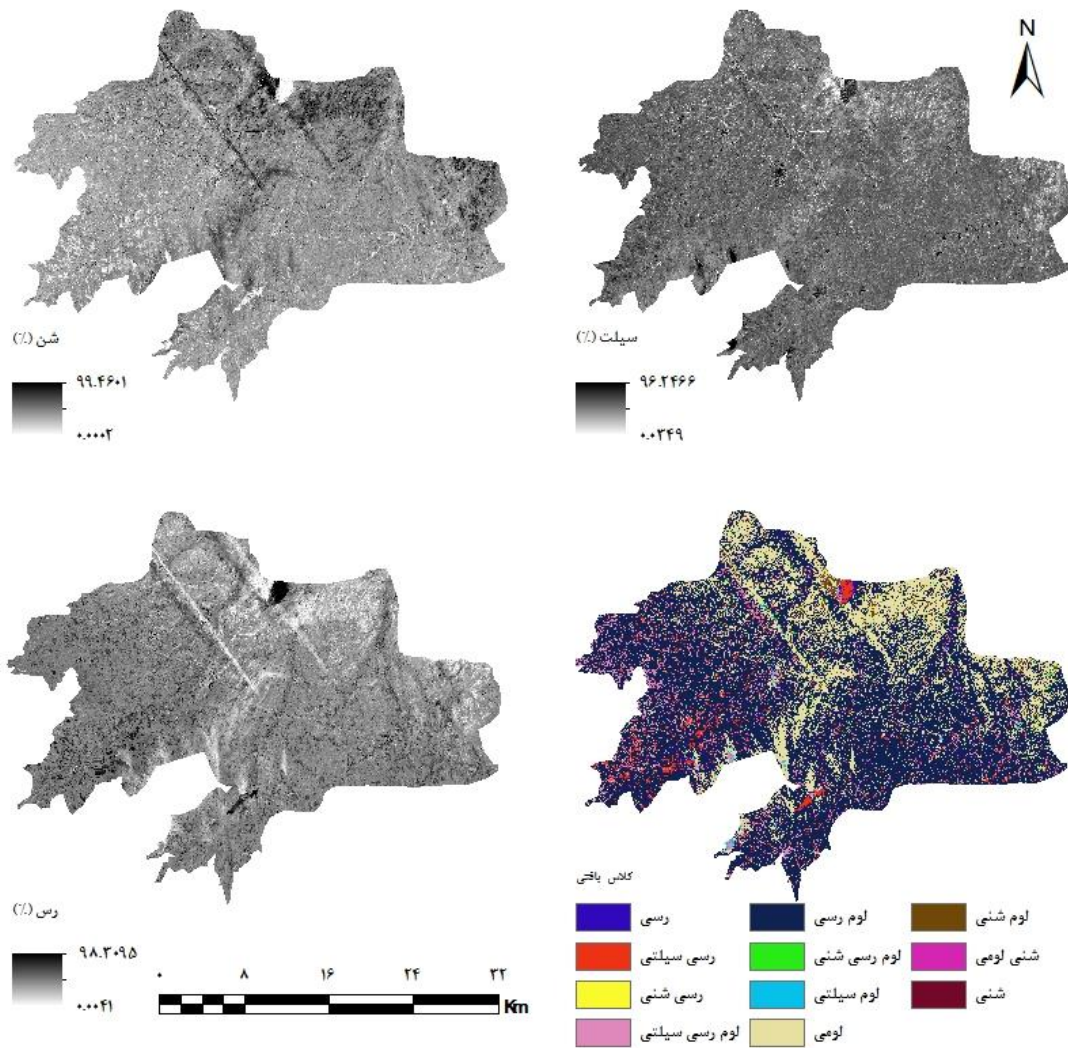 N
شن (٪)
۹۹.۴۶۰۱
۰.۰۰۰۲
سیلت (٪)
۹۶.۲۴۶۶
۰.۰۳۴۹
رس (٪)
۹۸.۳۰۹۵
۰.۰۰۴۱
۰ ۸ ۱۶ ۲۴ ۳۲
Km
کلاس بافتی
رسی
لوم رسی
لوم شنی
رسی سیلتی
لوم رسی شنی
شنی لومی
رسی شنی
لوم سیلتی
شنی
لوم رسی سیلتی
لومی